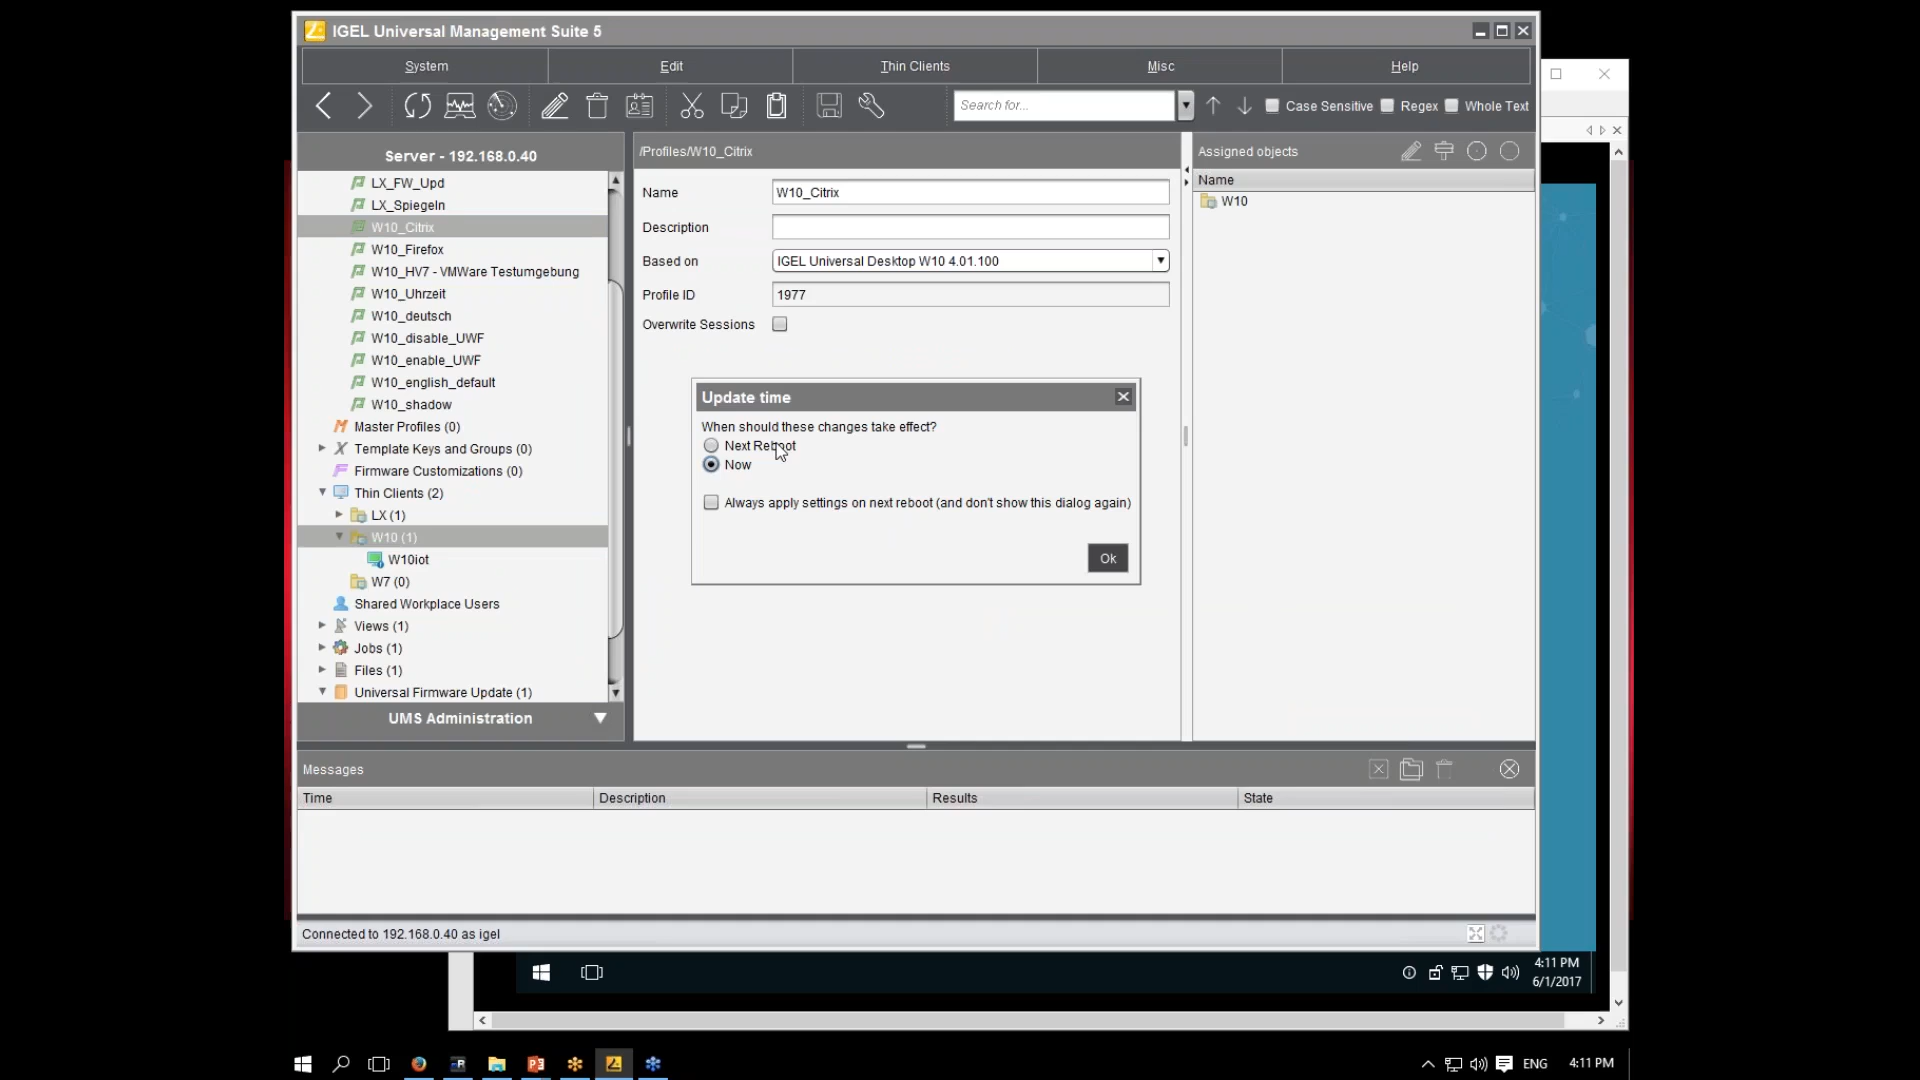 IGEL Universal Management Suite 5
System
Edit
Thin Clients
Misc
Help
Search for...
Case Sensitive
Regex
Whole Text
Server - 192.168.0.40
LX_FW_Upd
LX_Spiegeln
W10_Citrix
W10_Firefox
W10_HV7 - VMWare Testumgebung
W10_Uhrzeit
W10_deutsch
W10_disable_UWF
W10_enable_UWF
W10_english_default
W10_shadow
Master Profiles (0)
Template Keys and Groups (0)
Firmware Customizations (0)
Thin Clients (2)
LX (1)
W10 (1)
W10iot
W7 (0)
Shared Workplace Users
Views (1)
Jobs (1)
Files (1)
Universal Firmware Update (1)
UMS Administration
/Profiles/W10_Citrix
Name
W10_Citrix
Description
Based on
IGEL Universal Desktop W10 4.01.100
Profile ID
1977
Overwrite Sessions
Update time
When should these changes take effect?
Next Reboot
Now
Always apply settings on next reboot (and don't show this dialog again)
Ok
Assigned objects
Name
W10
Messages
Time
Description
Results
State
Connected to 192.168.0.40 as igel
4:11 PM
6/1/2017
ENG
4:11 PM